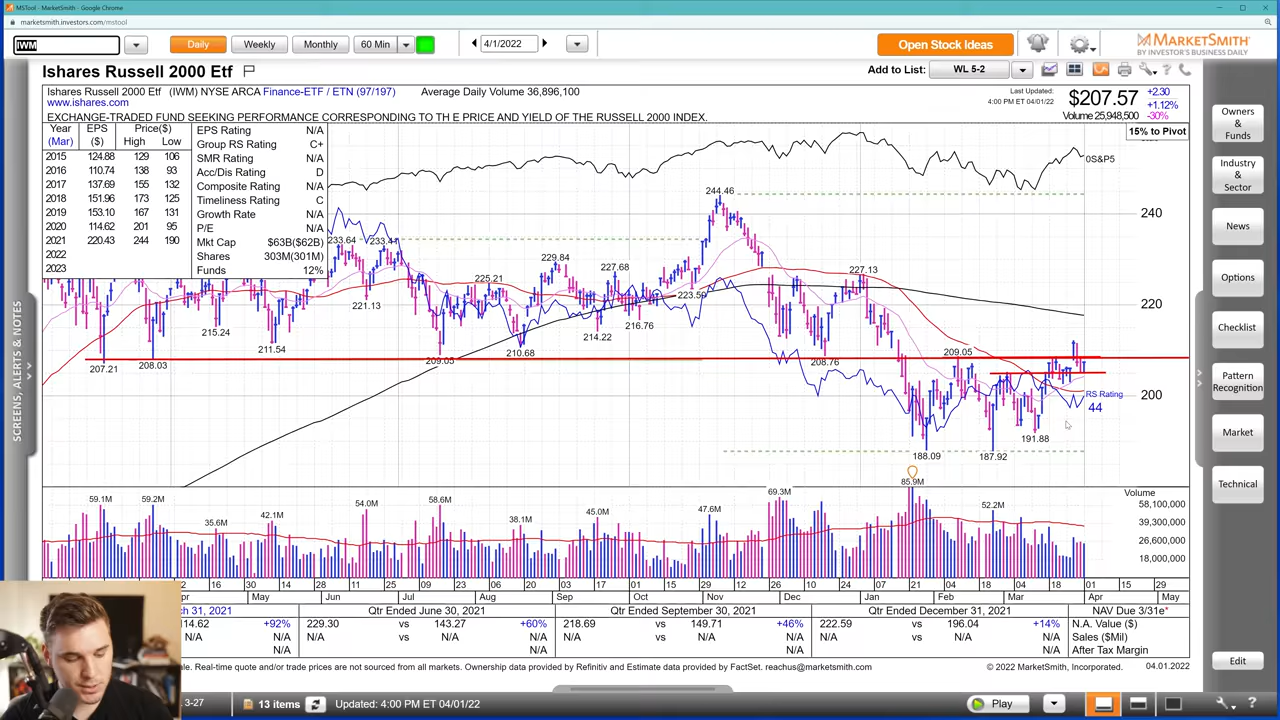 MSTool - MarketSmith - Google Chrome
marketsmith.investors.com/mstool
IWM
Daily
Weekly
Monthly
60 Min
4/1/2022
Open Stock Ideas
MARKETSMITH
BY INVESTOR'S BUSINESS DAILY
Ishares Russell 2000 Etf
Add to List:
WL 5-2
Ishares Russell 2000 Etf (IWM) NYSE ARCA Finance-ETF / ETN (97/197) Average Daily Volume 36,896,100
www.ishares.com
EXCHANGE-TRADED FUND SEEKING PERFORMANCE CORRESPONDING TO TH E PRICE AND YIELD OF THE RUSSELL 2000 INDEX.
Last Updated:
4:00 PM ET 04/01/22
$207.57
+2.30
+1.12%
Volume 25,948,500
-30%
15% to Pivot
Year EPS Price($)
(Mar) ($) High Low
2015 124.88 129 106
2016 110.74 138 93
2017 137.69 155 132
2018 151.96 173 125
2019 153.10 167 131
2020 114.62 201 95
2021 220.43 244 190
2022
2023
EPS Rating N/A
Group RS Rating C+
SMR Rating N/A
Acc/Dis Rating D
Composite Rating N/A
Timeliness Rating C
Growth Rate N/A
P/E N/A
Mkt Cap $63B($62B)
Shares 303M(301M)
Funds 12%
0S&P5
244.46
240
233.64
233.4
229.84
227.68
227.13
225.21
223.50
221.13
220
216.76
215.24
214.22
211.54
210.68
209.05
209.05
208.76
208.03
207.21
200
RS Rating
44
191.88
188.09
187.92
Volume
59.1M
59.2M
35.6M
42.1M
54.0M
58.6M
38.1M
45.0M
47.6M
69.3M
85.9M
52.2M
58,100,000
39,300,000
26,600,000
18,000,000
2 16 30 14 28 11 25 09 23 06 20 03 17 01 15 29 12 26 10 24 07 21 04 18 04 18 01 15 29
Apr May Jun Jul Aug Sep Oct Nov Dec Jan Feb Mar Apr May
ch 31, 2021
Qtr Ended June 30, 2021
Qtr Ended September 30, 2021
Qtr Ended December 31, 2021
NAV Due 3/31e*
14.62 +92% 229.30 vs 143.27 +60% 218.69 vs 149.71 +46% 222.59 vs 196.04 +14% N.A. Value ($)
N/A N/A vs N/A N/A N/A vs N/A N/A N/A vs N/A N/A Sales ($Mil)
N/A N/A N/A N/A After Tax Margin
ale. Real-time quote and/or trade prices are not sourced from all markets. Ownership data provided by Refinitiv and Estimate data provided by FactSet. reachus@marketsmith.com
© 2022 MarketSmith, Incorporated.
04.01.2022
3-27
13 items
Updated: 4:00 PM ET 04/01/22
Play
SCREENS, ALERTS & NOTES
Owners
&
Funds
Industry
&
Sector
News
Options
Checklist
Pattern
Recognition
Market
Technical
Edit